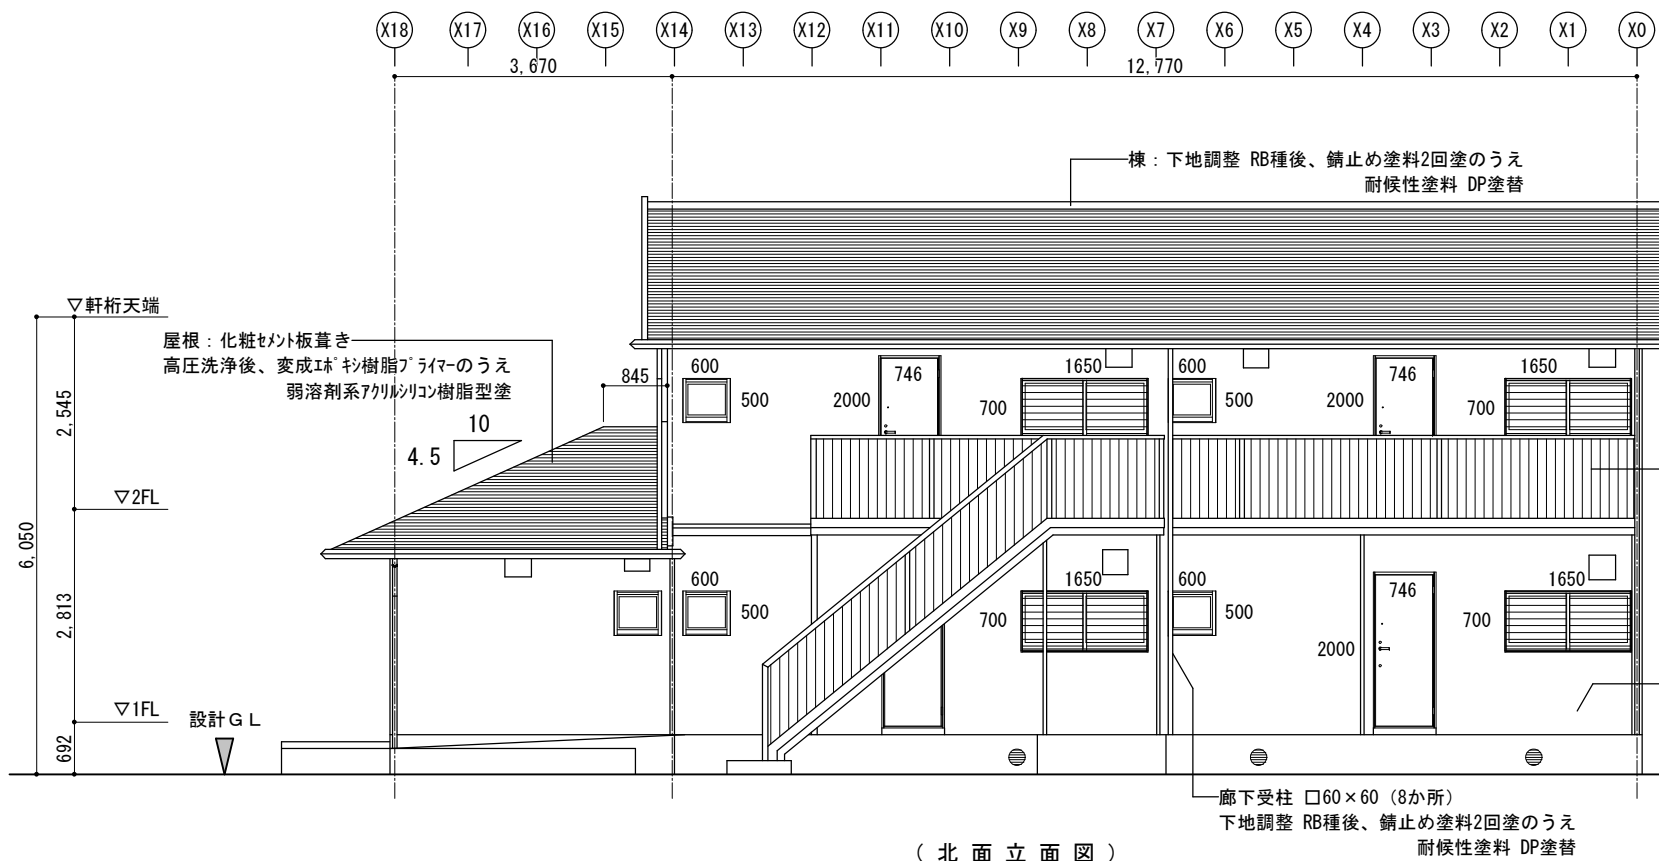 X18 X17 X16 X15 X14 X13 X12 X11 X10 X9 X8 X7 X6 X5 X4 X3 X2 X1 X0
3,670 12,770
棟：下地調整 RB種後、錆止め塗料2回塗のうえ
耐候性塗料 DP塗替
▽軒桁天端
屋根：化粧ｾﾒﾝﾄ板葺き
高圧洗浄後、変成ｴﾎﾟｷｼ樹脂ﾌﾟﾗｲﾏｰのうえ
弱溶剤系ｱｸﾘﾙｼﾘｺﾝ樹脂型塗
845
600 746 1650 600 746 1650
500 2000 700 500 2000 700
10
4.5
2,545
▽2FL
6,050
2,813
600 1650 600 746 1650
500 700 500 2000 700
▽1FL
設計ＧＬ
692
廊下受柱 口60×60 (8か所)
下地調整 RB種後、錆止め塗料2回塗のうえ
耐候性塗料 DP塗替
(北面立面図)